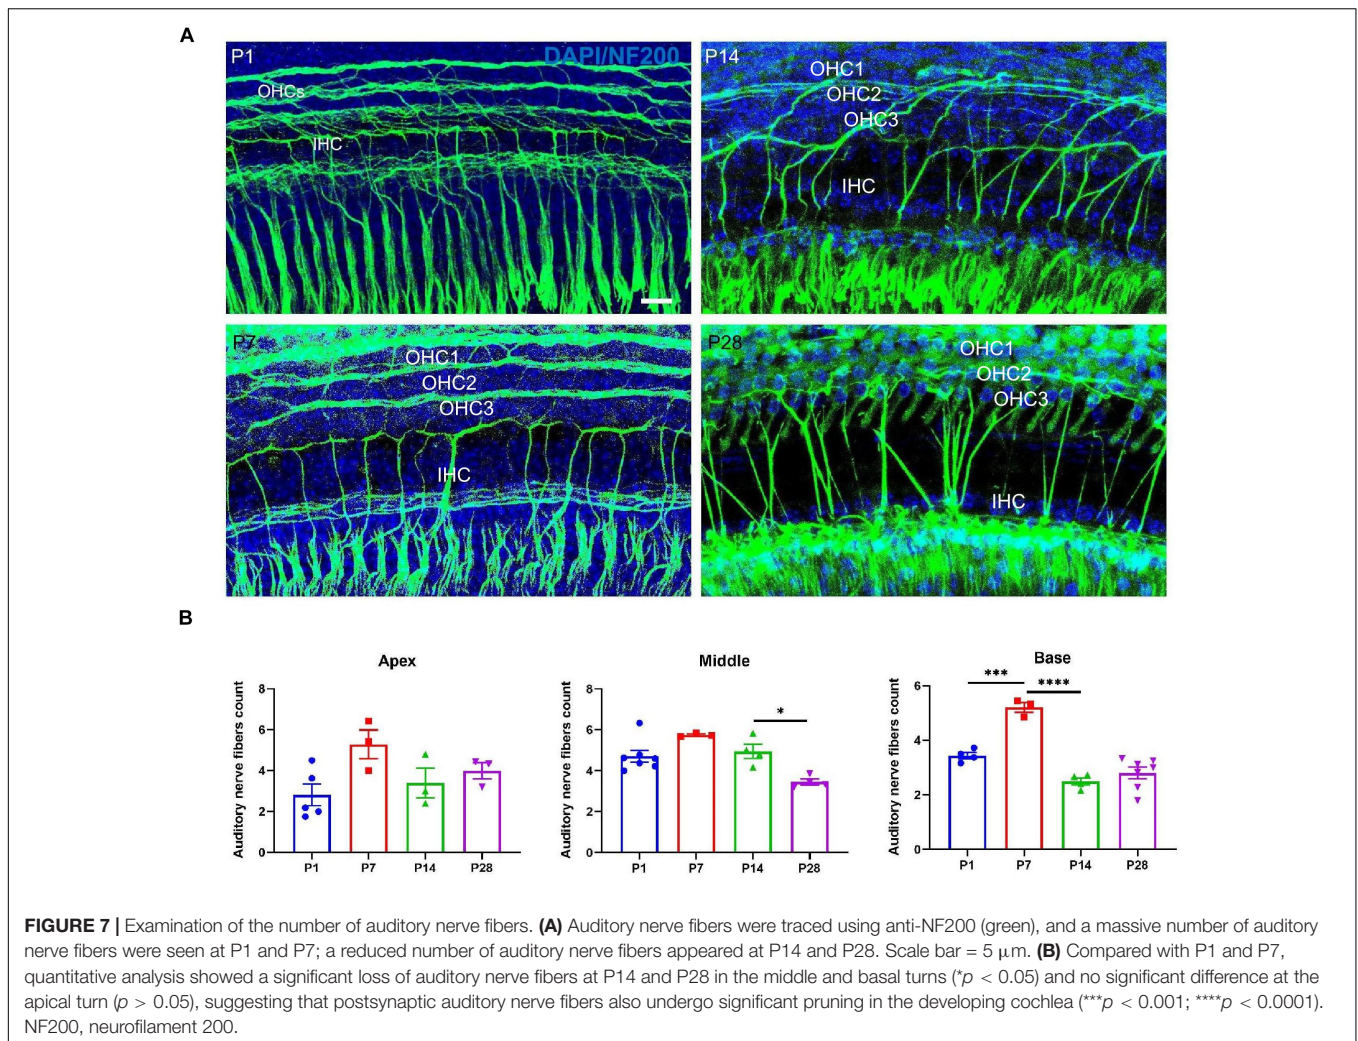 A
P1
DAPI/NF200
OHCs
IHC
P14
OHC1
OHC2
OHC3
IHC
P7
OHC1
OHC2
OHC3
IHC
P28
OHC1
OHC2
OHC3
IHC
B
Apex
Auditory nerve fibers count
8
6
4
2
0
P1 P7 P14 P28
Middle
Auditory nerve fibers count
8
6
4
2
0
*
P1 P7 P14 P28
Base
Auditory nerve fibers count
6
4
2
0
*** ****
P1 P7 P14 P28
FIGURE 7 | Examination of the number of auditory nerve fibers. (A) Auditory nerve fibers were traced using anti-NF200 (green), and a massive number of auditory
nerve fibers were seen at P1 and P7; a reduced number of auditory nerve fibers appeared at P14 and P28. Scale bar = 5 μm. (B) Compared with P1 and P7,
quantitative analysis showed a significant loss of auditory nerve fibers at P14 and P28 in the middle and basal turns (*p < 0.05) and no significant difference at the
apical turn (p > 0.05), suggesting that postsynaptic auditory nerve fibers also undergo significant pruning in the developing cochlea (***p < 0.001; ****p < 0.0001).
NF200, neurofilament 200.